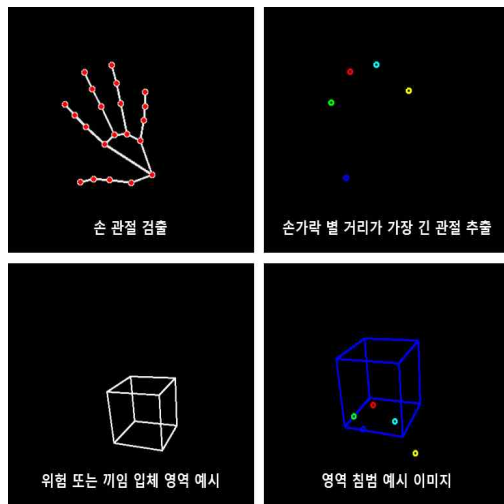 손 관절 검출
손가락 별 거리가 가장 긴 관절 추출
위험 또는 끼임 입체 영역 예시
영역 침범 예시 이미지